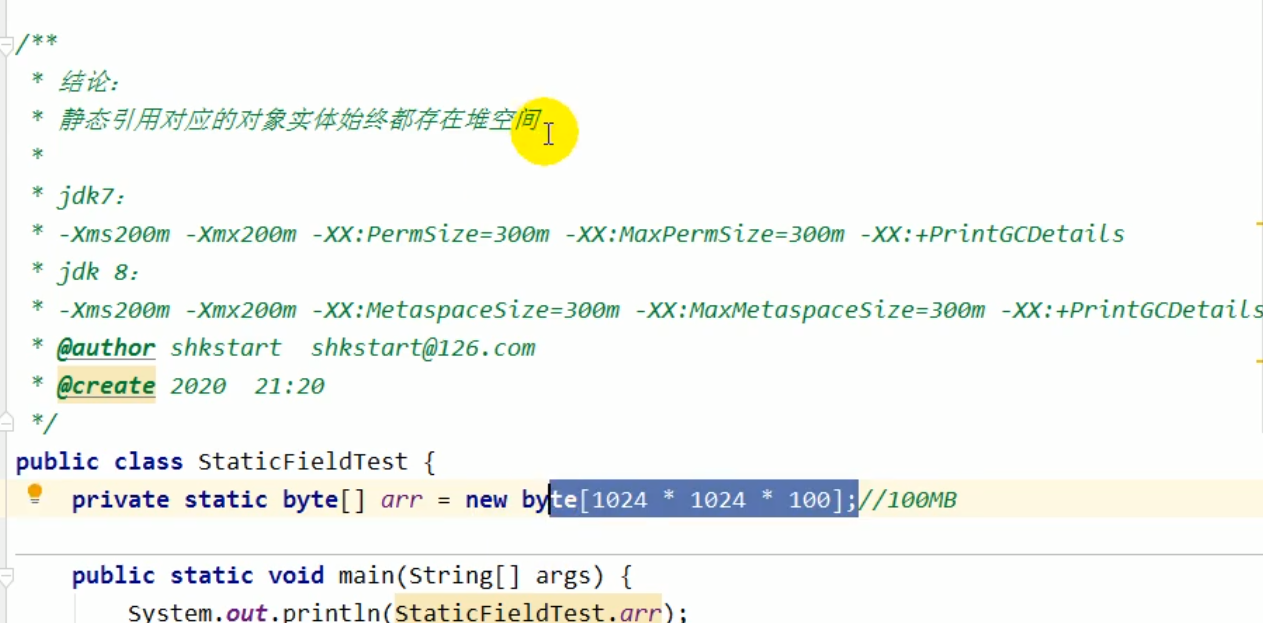 /**
* 结论：
* 静态引用对应的对象实体始终都存在堆空间
*
* jdk7：
* -Xms200m -Xmx200m -XX:PermSize=300m -XX:MaxPermSize=300m -XX:+PrintGCDetails
* jdk 8：
* -Xms200m -Xmx200m -XX:MetaspaceSize=300m -XX:MaxMetaspaceSize=300m -XX:+PrintGCDetails
* @author shkstart  shkstart@126.com
* @create 2020  21:20
*/
public class StaticFieldTest {
private static byte[] arr = new byte[1024 * 1024 * 100];//100MB
public static void main(String[] args) {
System.out.println(StaticFieldTest.arr);